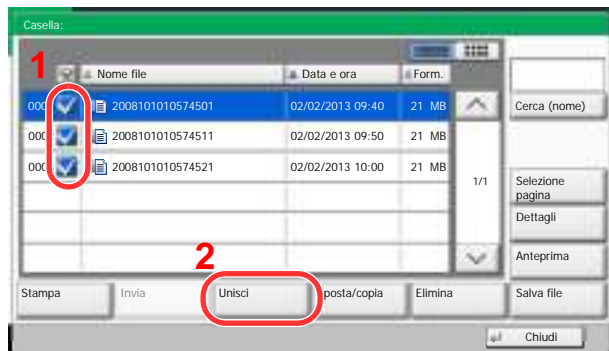 Casella:
1
Nome file Data e ora Form.
000 2008101010574501 02/02/2013 09:40 21 MB
Cerca (nome)
000 2008101010574511 02/02/2013 09:50 21 MB
000 2008101010574521 02/02/2013 10:00 21 MB
1/1
Selezione
pagina
Dettagli
2
Anteprima
Stampa Invia Unisci posta/copia Elimina Salva file
Chiudi